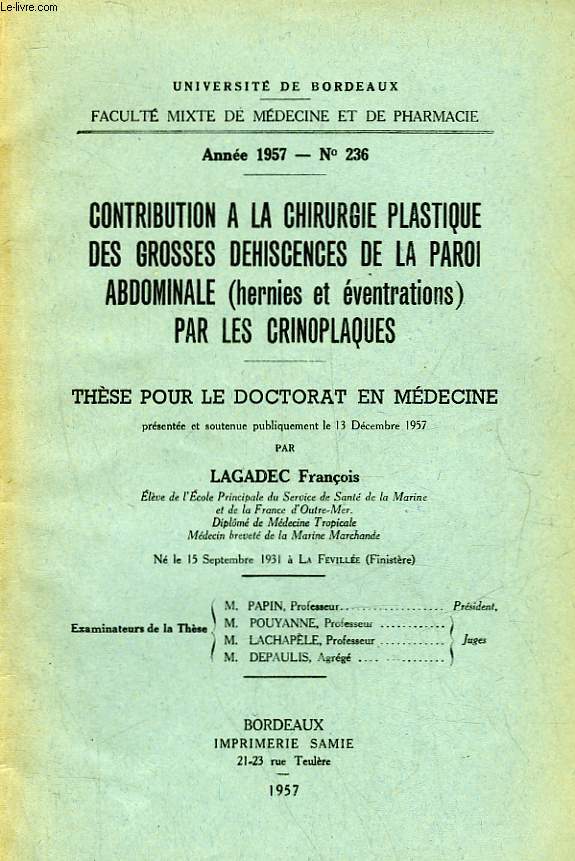 Le-livre.com
UNIVERSITÉ DE BORDEAUX
FACULTÉ MIXTE DE MÉDECINE ET DE PHARMACIE
Année 1957 — Nº 236
CONTRIBUTION A LA CHIRURGIE PLASTIQUE
DES GROSSES DEHISCENCES DE LA PAROI
ABDOMINALE (hernies et éventrations)
PAR LES CRINOPLAQUES
THÈSE POUR LE DOCTORAT EN MÉDECINE
présentée et soutenue publiquement le 13 Décembre 1957
PAR
LAGADEC François
Élève de l'École Principale du Service de Santé de la Marine
et de la France d'Outre-Mer.
Diplômé de Médecine Tropicale
Médecin breveté de la Marine Marchande
Né le 15 Septembre 1931 à LA FEVILLÉE (Finistère)
Examinateurs de la Thèse
M. PAPIN, Professeur.................... Président,
M. POUYANNE, Professeur ............
M. LACHAPÈLE, Professeur ............ Juges
M. DEPAULIS, Agrégé .................
BORDEAUX
IMPRIMERIE SAMIE
21-23 rue Teulère
1957